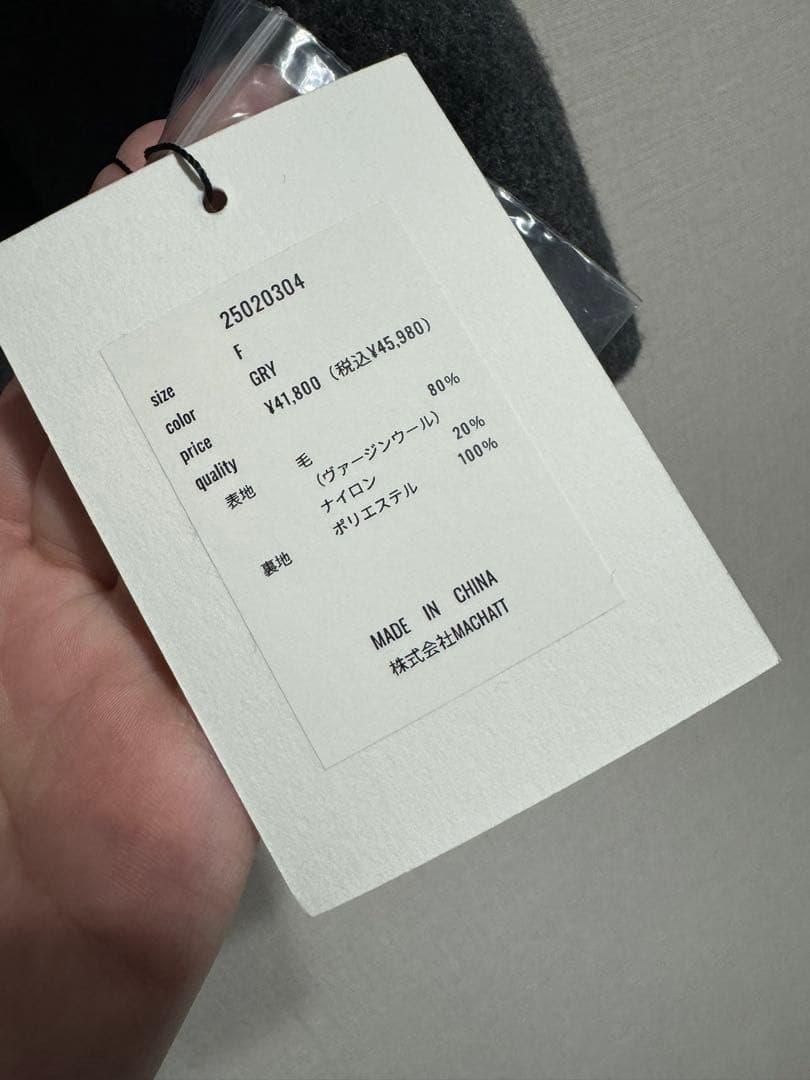 25020304
size F
color GRY
price ¥41,800（税込¥45,980）
quality
表地 毛 80%
（ヴァージンウール）
ナイロン 20%
裏地 ポリエステル 100%
MADE IN CHINA
株式会社MACHATT